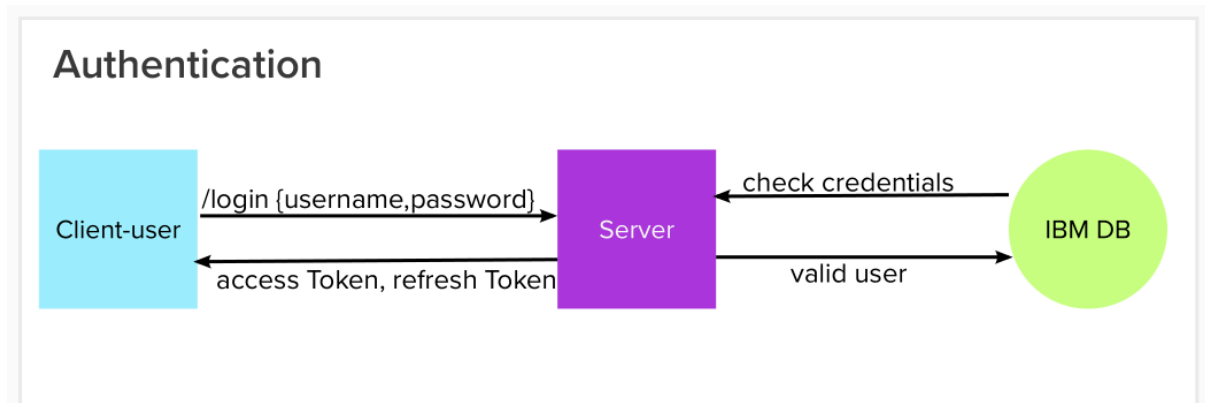 Authentication
/login {username,password}
check credentials
Client-user
Server
IBM DB
access Token, refresh Token
valid user